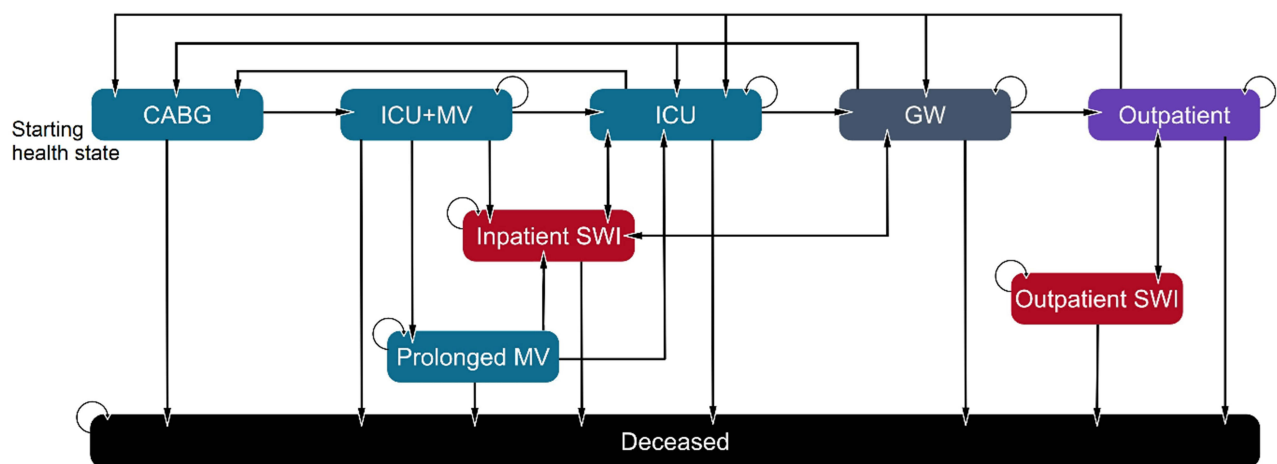 Starting
health state
CABG
ICU+MV
ICU
GW
Outpatient
Inpatient SWI
Outpatient SWI
Prolonged MV
Deceased